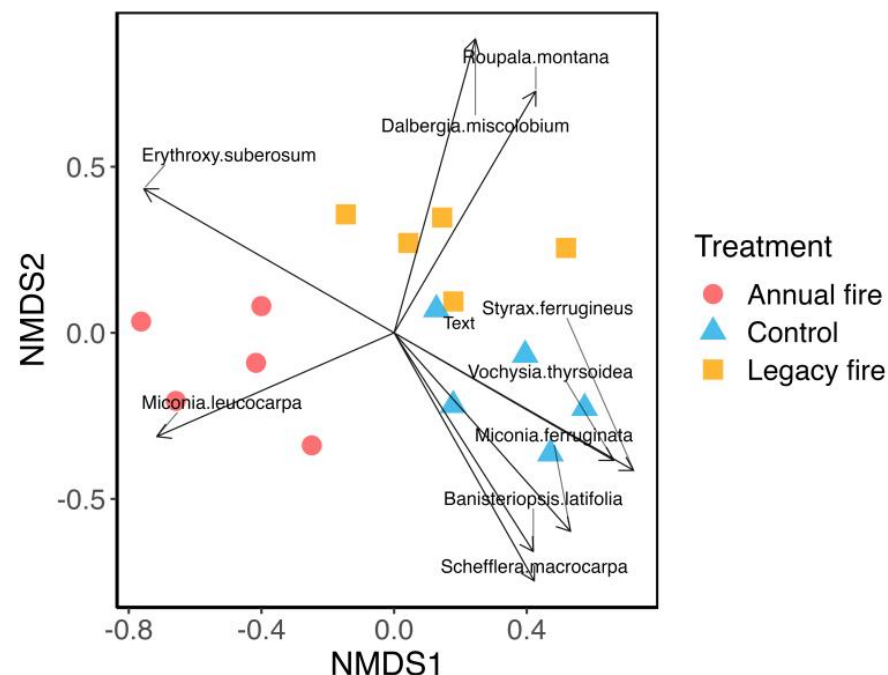 Roupala.montana
Dalbergia.miscolobium
Erythroxy.suberosum
0.5
NMDS2
0.0
-0.5
Text
Styrax.ferrugineus
Vochysia.thyrsoidea
Miconia.leucocarpa
Miconia.ferruginata
Banisteriopsis.latifolia
Schefflera.macrocarpa
-0.8 -0.4 0.0 0.4
NMDS1
Treatment
Annual fire
Control
Legacy fire